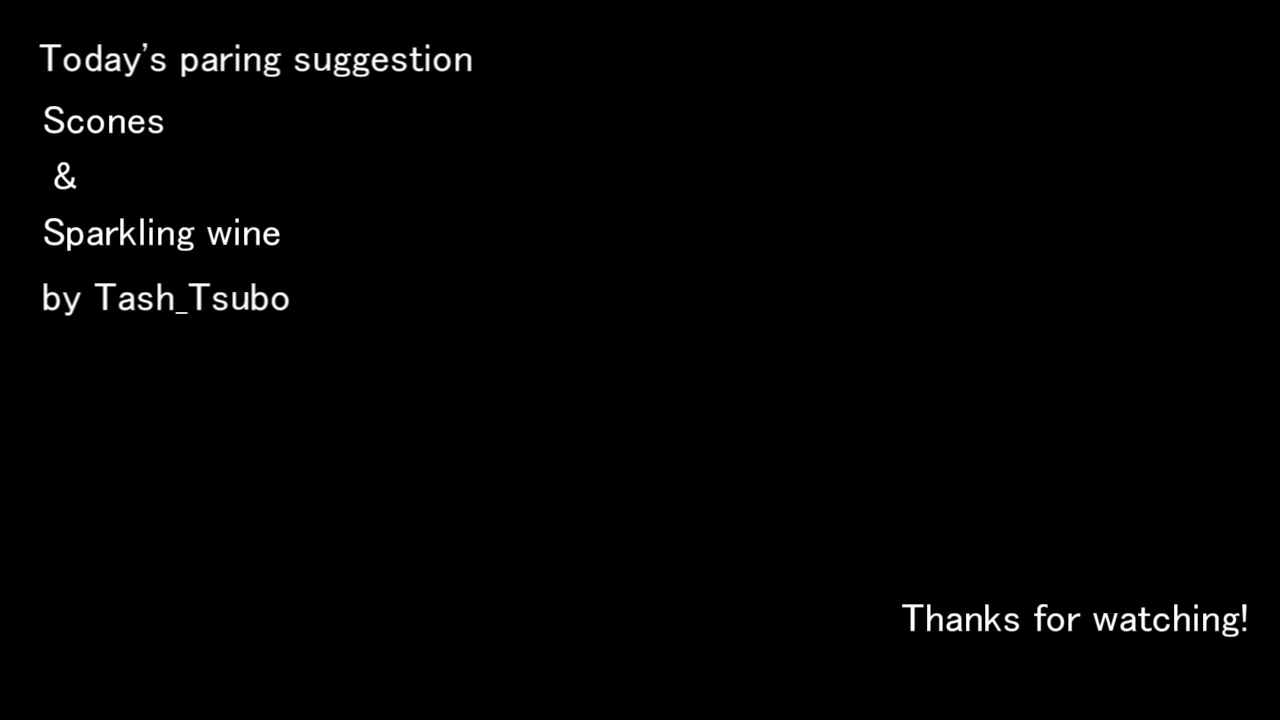 Today's paring suggestion
Scones
&
Sparkling wine
by Tash_Tsubo
Thanks for watching!